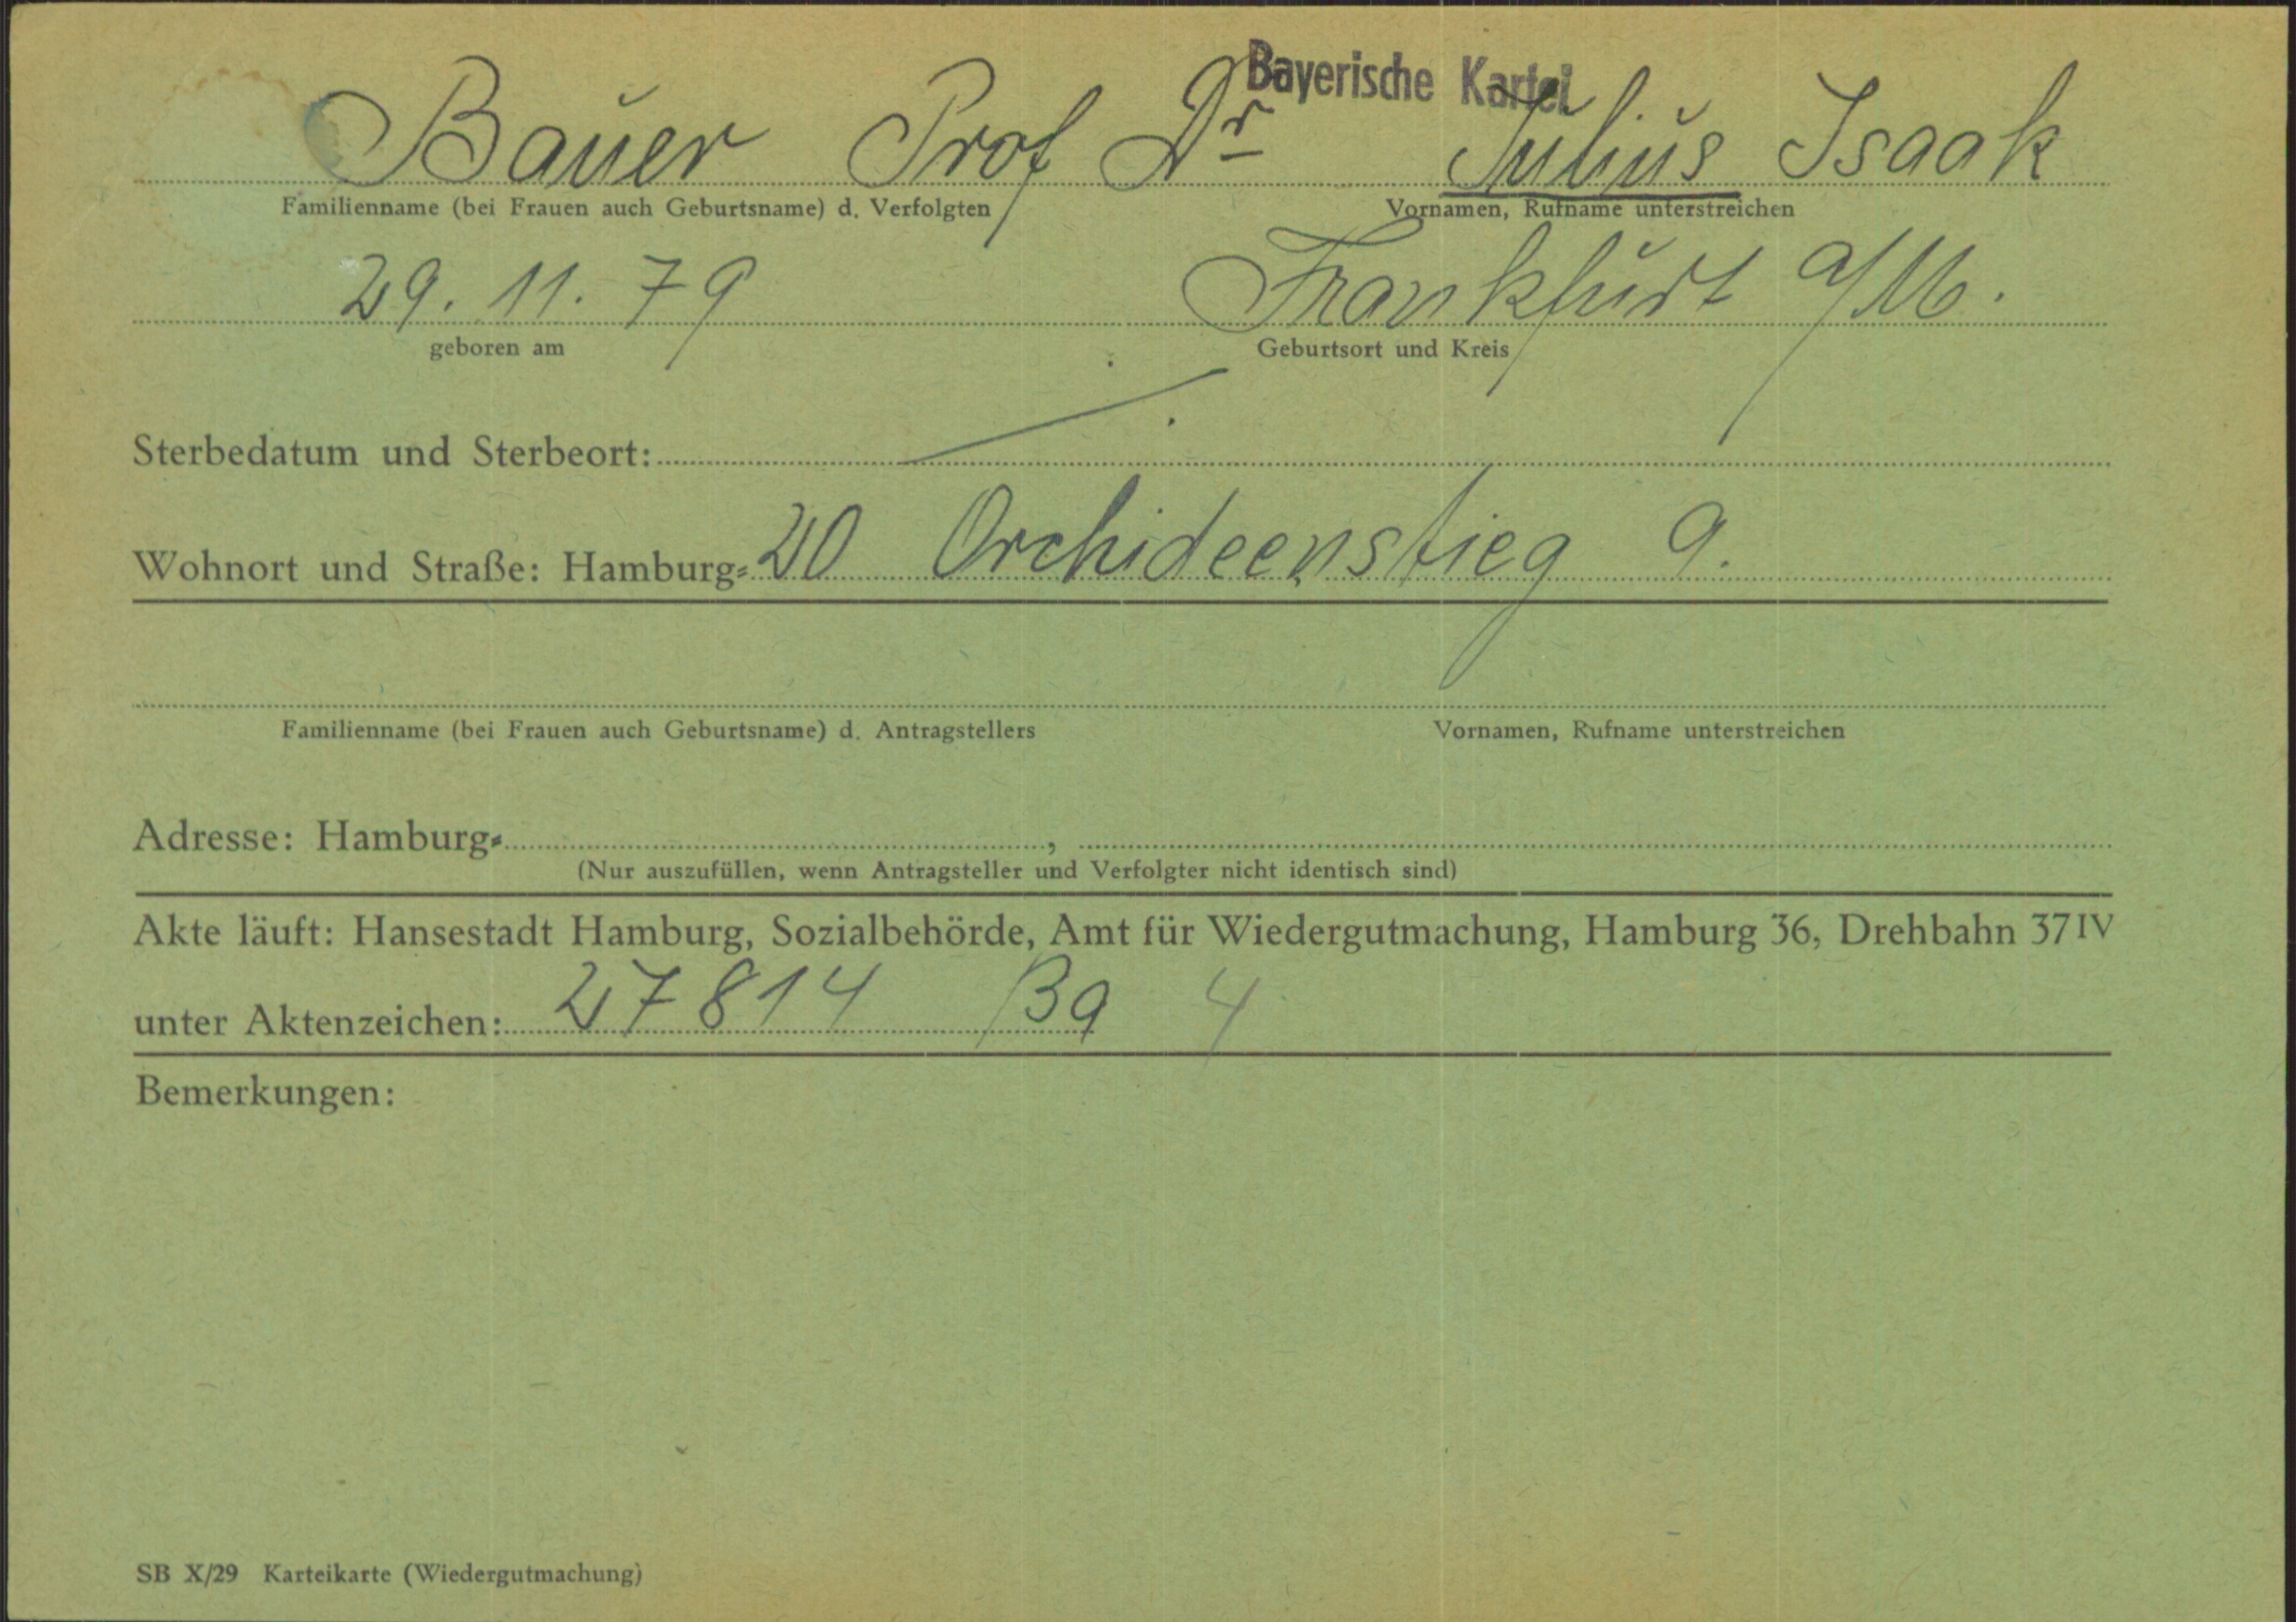 Bayerische Kartei
Bauer Prof Dr Julius Isaak
Familienname (bei Frauen auch Geburtsname) d. Verfolgten Vornamen, Rufname unterstreichen
29. 11. 79 Frankfurt a/M.
geboren am Geburtsort und Kreis
Sterbedatum und Sterbeort:
Wohnort und Straße: Hamburg=20 Orchideenstieg 9.
Familienname (bei Frauen auch Geburtsname) d. Antragstellers Vornamen, Rufname unterstreichen
Adresse: Hamburg= ,
(Nur auszufüllen, wenn Antragsteller und Verfolgter nicht identisch sind)
Akte läuft: Hansestadt Hamburg, Sozialbehörde, Amt für Wiedergutmachung, Hamburg 36, Drehbahn 37 IV
unter Aktenzeichen: 27814 Ba 4
Bemerkungen:
SB X/29 Karteikarte (Wiedergutmachung)